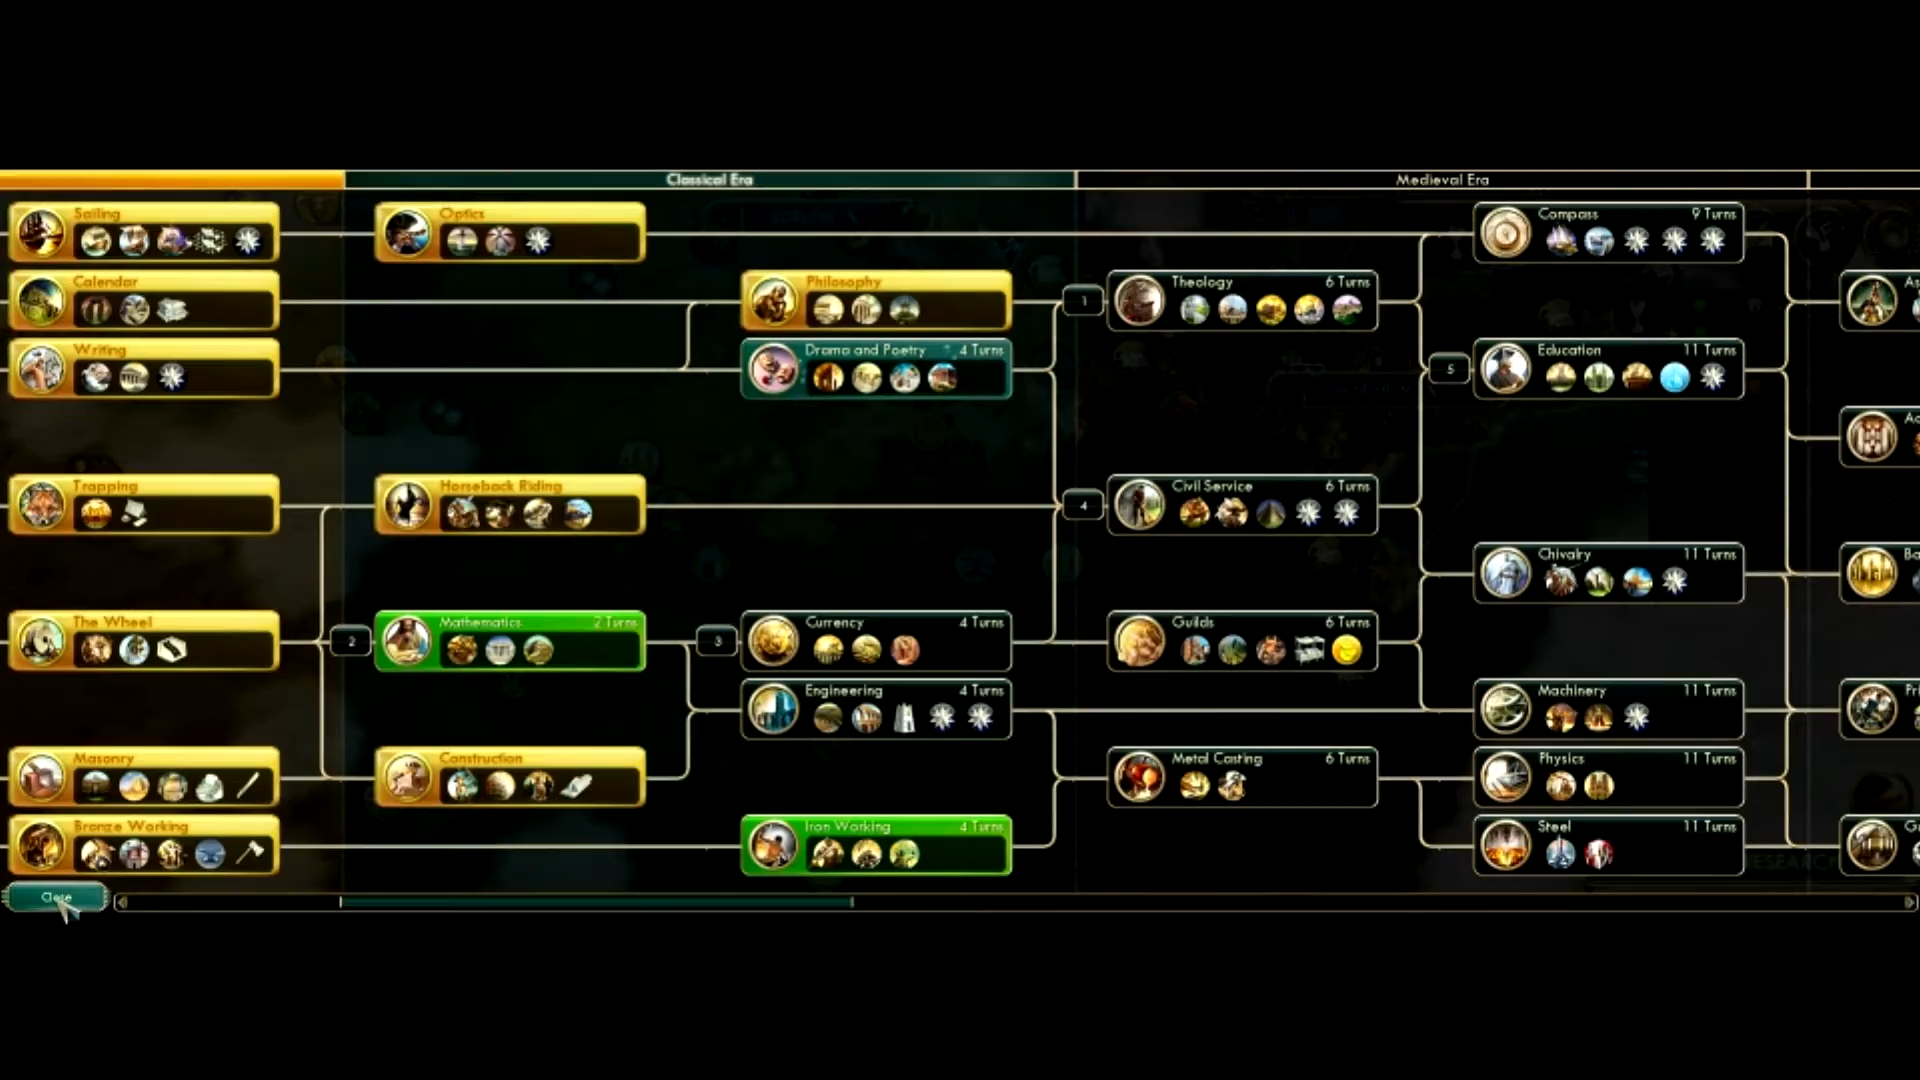 Classical Era
Medieval Era
Sailing
Optics
Compass
9 Turns
Calendar
Philosophy
1
Theology
6 Turns
As
Writing
Drama and Poetry
4 Turns
5
Education
11 Turns
Trapping
Horseback Riding
4
Civil Service
6 Turns
Chivalry
11 Turns
Ba
The Wheel
2
Mathematics
2 Turns
3
Currency
4 Turns
Guilds
6 Turns
Engineering
4 Turns
Machinery
11 Turns
Pri
Masonry
Construction
Metal Casting
6 Turns
Physics
11 Turns
Bronze Working
Iron Working
4 Turns
Steel
11 Turns
Close